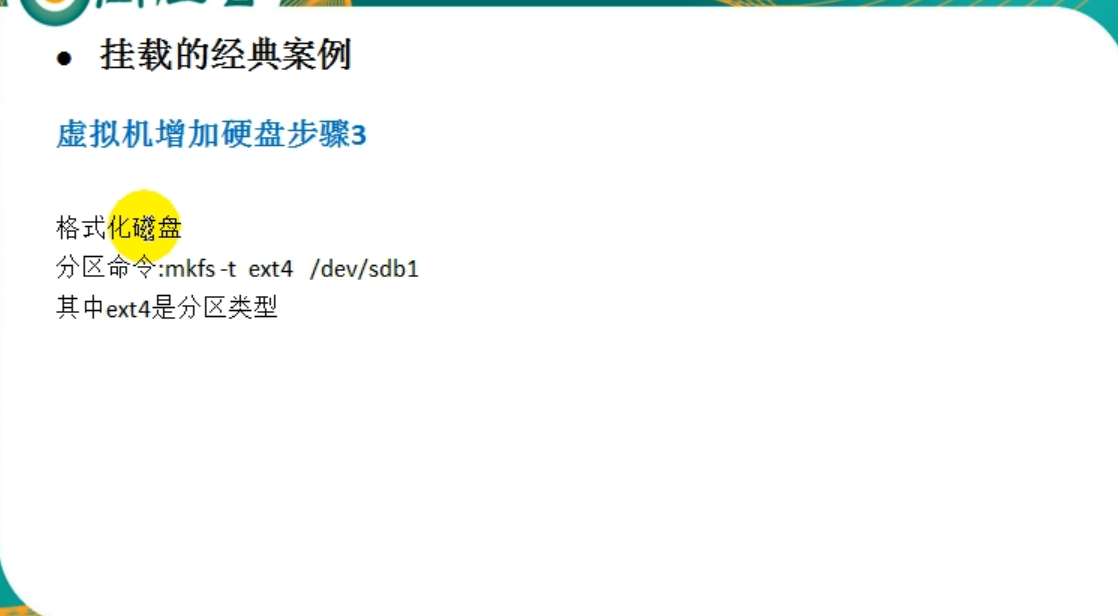 挂载的经典案例
虚拟机增加硬盘步骤3
格式化磁盘
分区命令:mkfs -t ext4 /dev/sdb1
其中ext4是分区类型